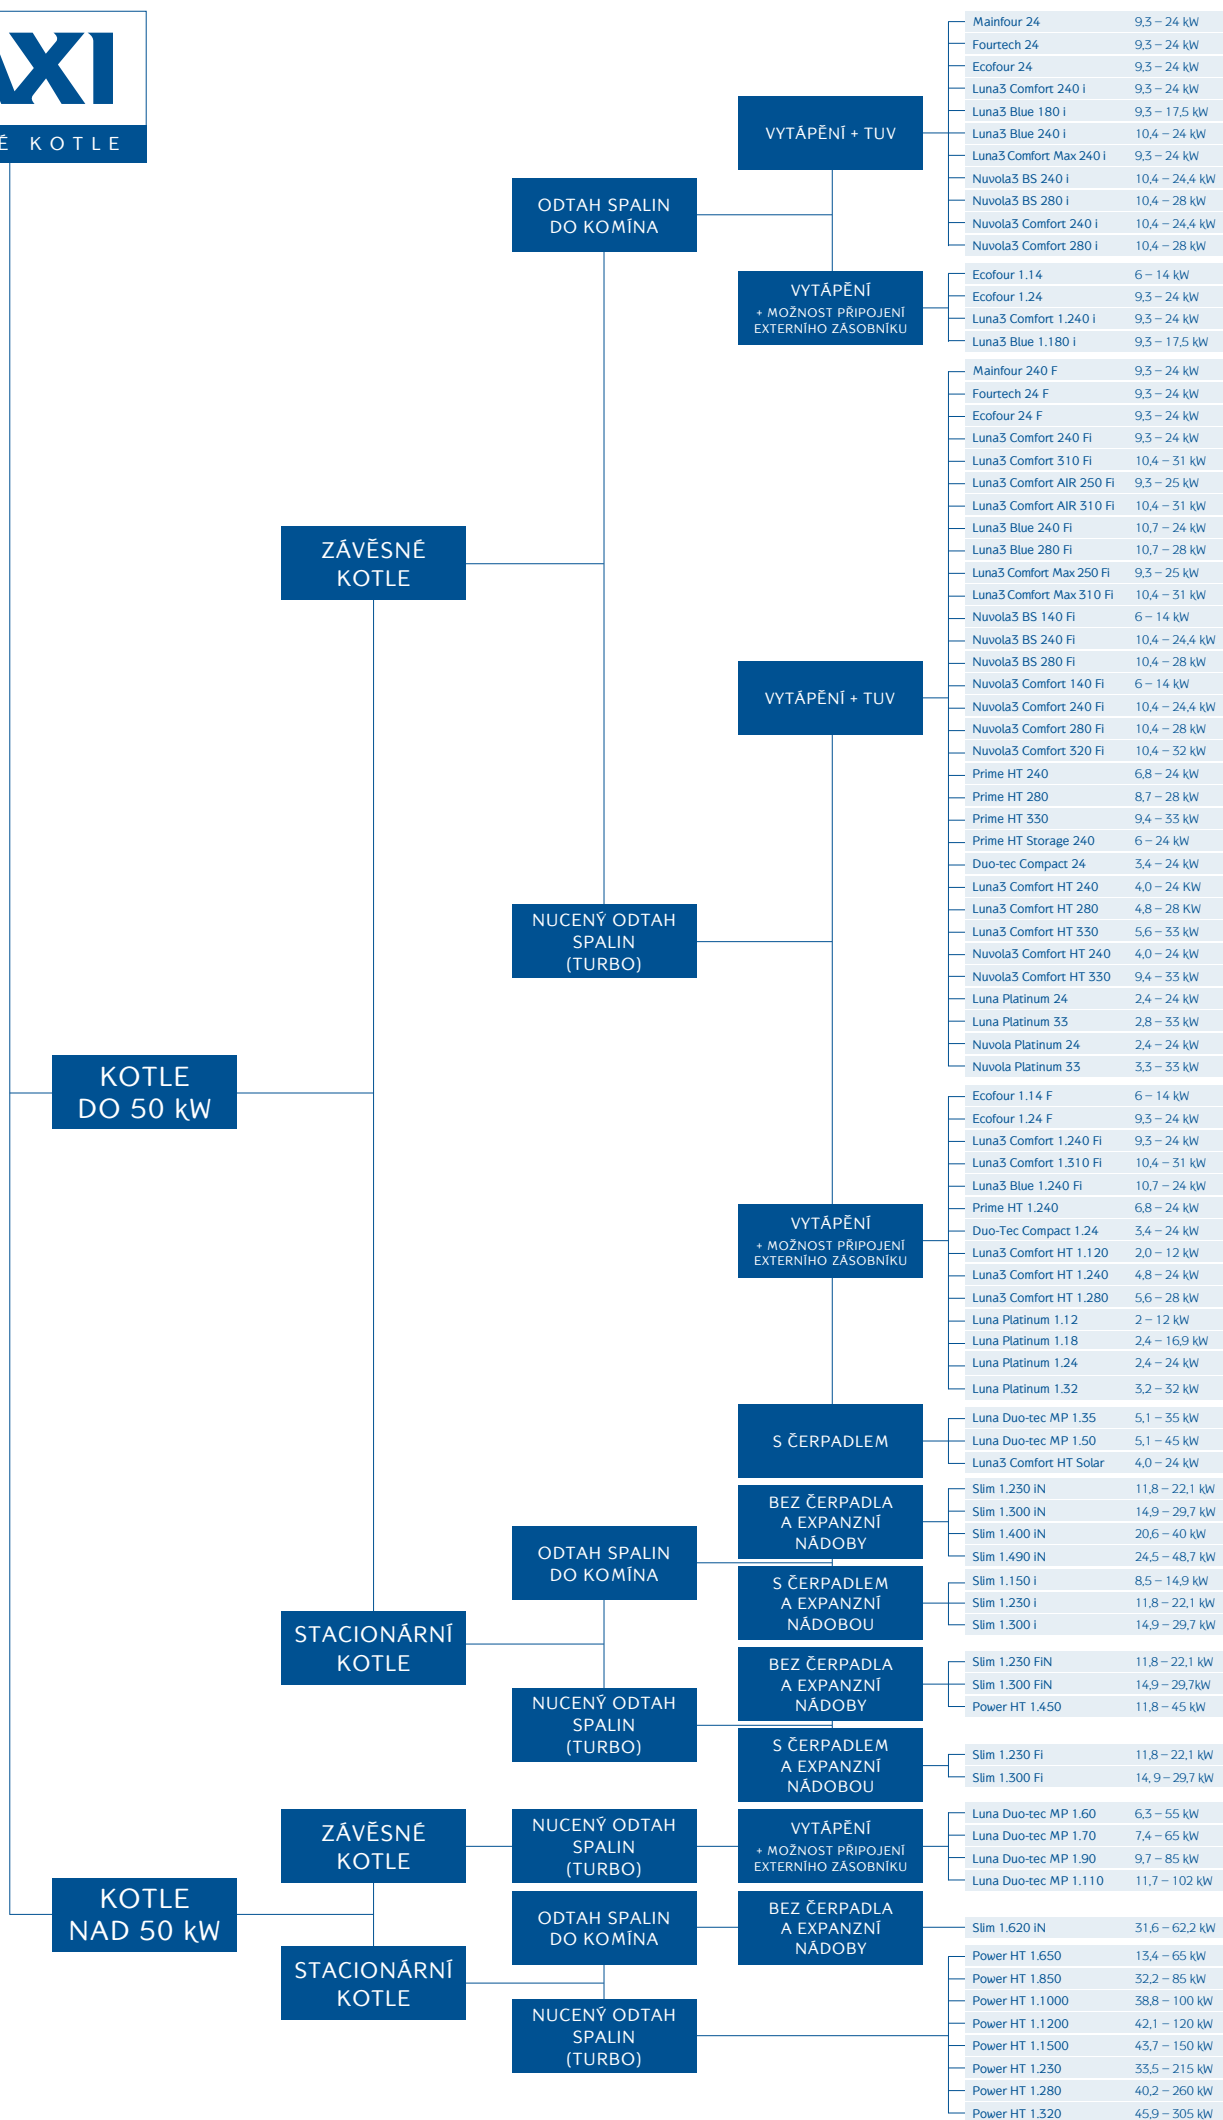 AXI
É KOTLE
KOTLE
DO 50 kW
ZÁVĚSNÉ
KOTLE
ODTAH SPALIN
DO KOMÍNA
VYTÁPĚNÍ + TUV
Mainfour 24 9,3 – 24 kW
Fourtech 24 9,3 – 24 kW
Ecofour 24 9,3 – 24 kW
Luna3 Comfort 240 i 9,3 – 24 kW
Luna3 Blue 180 i 9,3 – 17,5 kW
Luna3 Blue 240 i 10,4 – 24 kW
Luna3 Comfort Max 240 i 9,3 – 24 kW
Nuvola3 BS 240 i 10,4 – 24,4 kW
Nuvola3 BS 280 i 10,4 – 28 kW
Nuvola3 Comfort 240 i 10,4 – 24,4 kW
Nuvola3 Comfort 280 i 10,4 – 28 kW
VYTÁPĚNÍ
+ MOŽNOST PŘIPOJENÍ
EXTERNÍHO ZÁSOBNÍKU
Ecofour 1.14 6 – 14 kW
Ecofour 1.24 9,3 – 24 kW
Luna3 Comfort 1.240 i 9,3 – 24 kW
Luna3 Blue 1.180 i 9,3 – 17,5 kW
NUCENÝ ODTAH
SPALIN
(TURBO)
VYTÁPĚNÍ + TUV
Mainfour 240 F 9,3 – 24 kW
Fourtech 24 F 9,3 – 24 kW
Ecofour 24 F 9,3 – 24 kW
Luna3 Comfort 240 Fi 9,3 – 24 kW
Luna3 Comfort 310 Fi 10,4 – 31 kW
Luna3 Comfort AIR 250 Fi 9,3 – 25 kW
Luna3 Comfort AIR 310 Fi 10,4 – 31 kW
Luna3 Blue 240 Fi 10,7 – 24 kW
Luna3 Blue 280 Fi 10,7 – 28 kW
Luna3 Comfort Max 250 Fi 9,3 – 25 kW
Luna3 Comfort Max 310 Fi 10,4 – 31 kW
Nuvola3 BS 140 Fi 6 – 14 kW
Nuvola3 BS 240 Fi 10,4 – 24,4 kW
Nuvola3 BS 280 Fi 10,4 – 28 kW
Nuvola3 Comfort 140 Fi 6 – 14 kW
Nuvola3 Comfort 240 Fi 10,4 – 24,4 kW
Nuvola3 Comfort 280 Fi 10,4 – 28 kW
Nuvola3 Comfort 320 Fi 10,4 – 32 kW
Prime HT 240 6,8 – 24 kW
Prime HT 280 8,7 – 28 kW
Prime HT 330 9,4 – 33 kW
Prime HT Storage 240 6 – 24 kW
Duo-tec Compact 24 3,4 – 24 kW
Luna3 Comfort HT 240 4,0 – 24 KW
Luna3 Comfort HT 280 4,8 – 28 KW
Luna3 Comfort HT 330 5,6 – 33 kW
Nuvola3 Comfort HT 240 4,0 – 24 kW
Nuvola3 Comfort HT 330 9,4 – 33 kW
Luna Platinum 24 2,4 – 24 kW
Luna Platinum 33 2,8 – 33 kW
Nuvola Platinum 24 2,4 – 24 kW
Nuvola Platinum 33 3,3 – 33 kW
VYTÁPĚNÍ
+ MOŽNOST PŘIPOJENÍ
EXTERNÍHO ZÁSOBNÍKU
Ecofour 1.14 F 6 – 14 kW
Ecofour 1.24 F 9,3 – 24 kW
Luna3 Comfort 1.240 Fi 9,3 – 24 kW
Luna3 Comfort 1.310 Fi 10,4 – 31 kW
Luna3 Blue 1.240 Fi 10,7 – 24 kW
Prime HT 1.240 6,8 – 24 kW
Duo-Tec Compact 1.24 3,4 – 24 kW
Luna3 Comfort HT 1.120 2,0 – 12 kW
Luna3 Comfort HT 1.240 4,8 – 24 kW
Luna3 Comfort HT 1.280 5,6 – 28 kW
Luna Platinum 1.12 2 – 12 kW
Luna Platinum 1.18 2,4 – 16,9 kW
Luna Platinum 1.24 2,4 – 24 kW
Luna Platinum 1.32 3,2 – 32 kW
S ČERPADLEM
Luna Duo-tec MP 1.35 5,1 – 35 kW
Luna Duo-tec MP 1.50 5,1 – 45 kW
Luna3 Comfort HT Solar 4,0 – 24 kW
STACIONÁRNÍ
KOTLE
ODTAH SPALIN
DO KOMÍNA
BEZ ČERPADLA
A EXPANZNÍ
NÁDOBY
Slim 1.230 iN 11,8 – 22,1 kW
Slim 1.300 iN 14,9 – 29,7 kW
Slim 1.400 iN 20,6 – 40 kW
Slim 1.490 iN 24,5 – 48,7 kW
S ČERPADLEM
A EXPANZNÍ
NÁDOBOU
Slim 1.150 i 8,5 – 14,9 kW
Slim 1.230 i 11,8 – 22,1 kW
Slim 1.300 i 14,9 – 29,7 kW
NUCENÝ ODTAH
SPALIN
(TURBO)
BEZ ČERPADLA
A EXPANZNÍ
NÁDOBY
Slim 1.230 FiN 11,8 – 22,1 kW
Slim 1.300 FiN 14,9 – 29,7kW
Power HT 1.450 11,8 – 45 kW
S ČERPADLEM
A EXPANZNÍ
NÁDOBOU
Slim 1.230 Fi 11,8 – 22,1 kW
Slim 1.300 Fi 14, 9 – 29,7 kW
KOTLE
NAD 50 kW
ZÁVĚSNÉ
KOTLE
NUCENÝ ODTAH
SPALIN
(TURBO)
VYTÁPĚNÍ
+ MOŽNOST PŘIPOJENÍ
EXTERNÍHO ZÁSOBNÍKU
Luna Duo-tec MP 1.60 6,3 – 55 kW
Luna Duo-tec MP 1.70 7,4 – 65 kW
Luna Duo-tec MP 1.90 9,7 – 85 kW
Luna Duo-tec MP 1.110 11,7 – 102 kW
STACIONÁRNÍ
KOTLE
ODTAH SPALIN
DO KOMÍNA
BEZ ČERPADLA
A EXPANZNÍ
NÁDOBY
Slim 1.620 iN 31,6 – 62,2 kW
NUCENÝ ODTAH
SPALIN
(TURBO)
Power HT 1.650 13,4 – 65 kW
Power HT 1.850 32,2 – 85 kW
Power HT 1.1000 38,8 – 100 kW
Power HT 1.1200 42,1 – 120 kW
Power HT 1.1500 43,7 – 150 kW
Power HT 1.230 33,5 – 215 kW
Power HT 1.280 40,2 – 260 kW
Power HT 1.320 45,9 – 305 kW